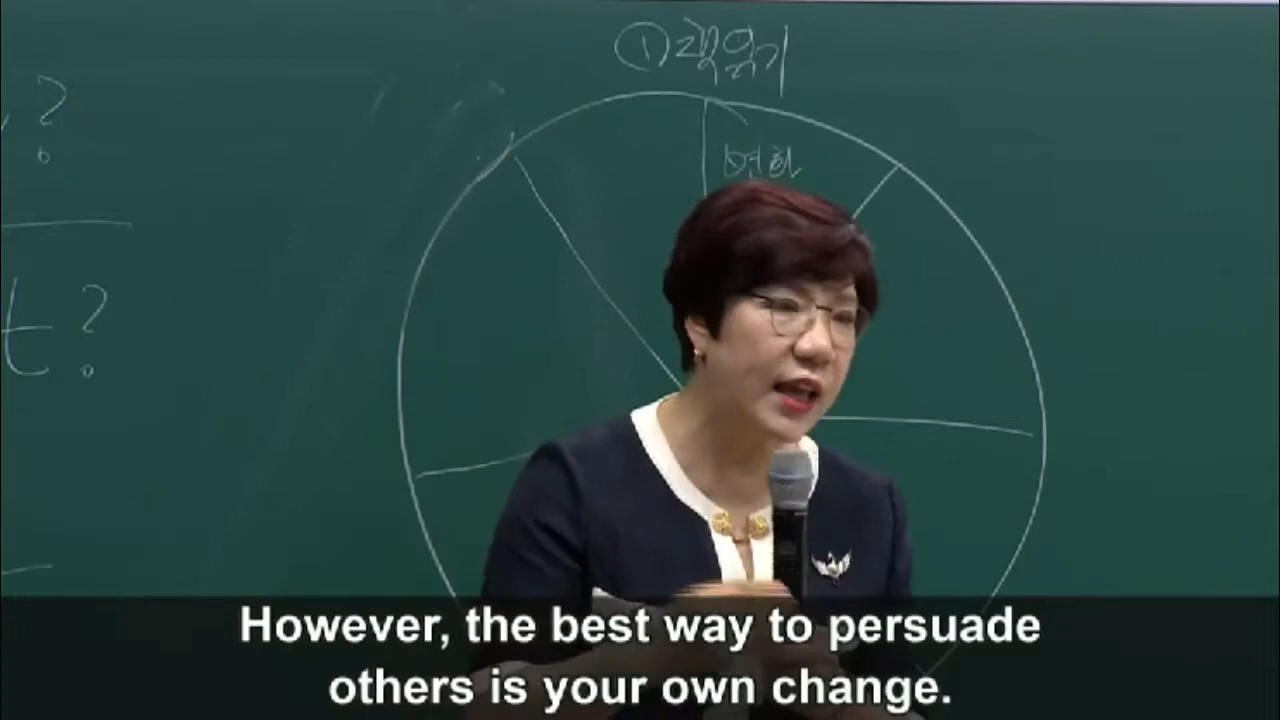 ① 책읽기
변화
?
t?
However, the best way to persuade
others is your own change.